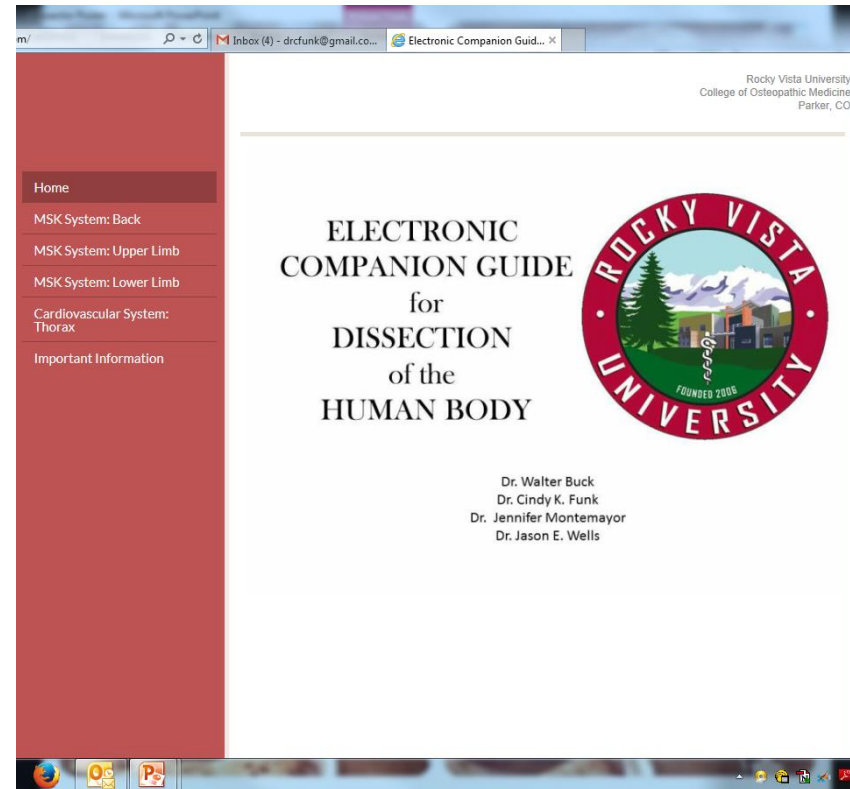 m/
Inbox (4) - drcfunk@gmail.co...
Electronic Companion Guid...
Rocky Vista University
College of Osteopathic Medicine
Parker, CO
Home
MSK System: Back
MSK System: Upper Limb
MSK System: Lower Limb
Cardiovascular System:
Thorax
Important Information
ELECTRONIC
COMPANION GUIDE
for
DISSECTION
of the
HUMAN BODY
ROCKY VISTA
UNIVERSITY
FOUNDED 2006
Dr. Walter Buck
Dr. Cindy K. Funk
Dr. Jennifer Montemayor
Dr. Jason E. Wells